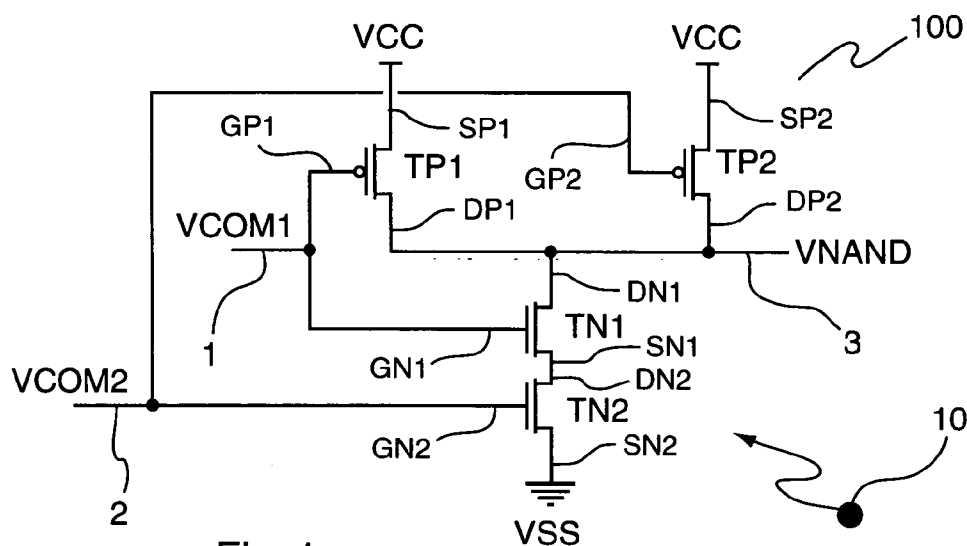 100
VCC
VCC
SP1
SP2
GP1
TP1
GP2
TP2
DP1
DP2
VCOM1
VNAND
DN1
1
TN1
3
GN1
SN1
VCOM2
DN2
TN2
GN2
SN2
10
2
VSS